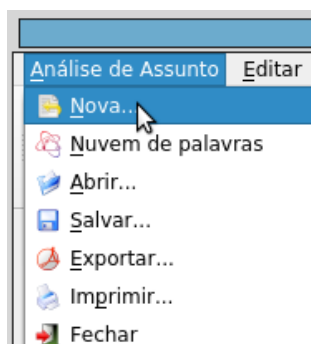 Análise de Assunto Editar
Nova...
Nuvem de palavras
Abrir...
Salvar...
Exportar...
Imprimir...
Fechar